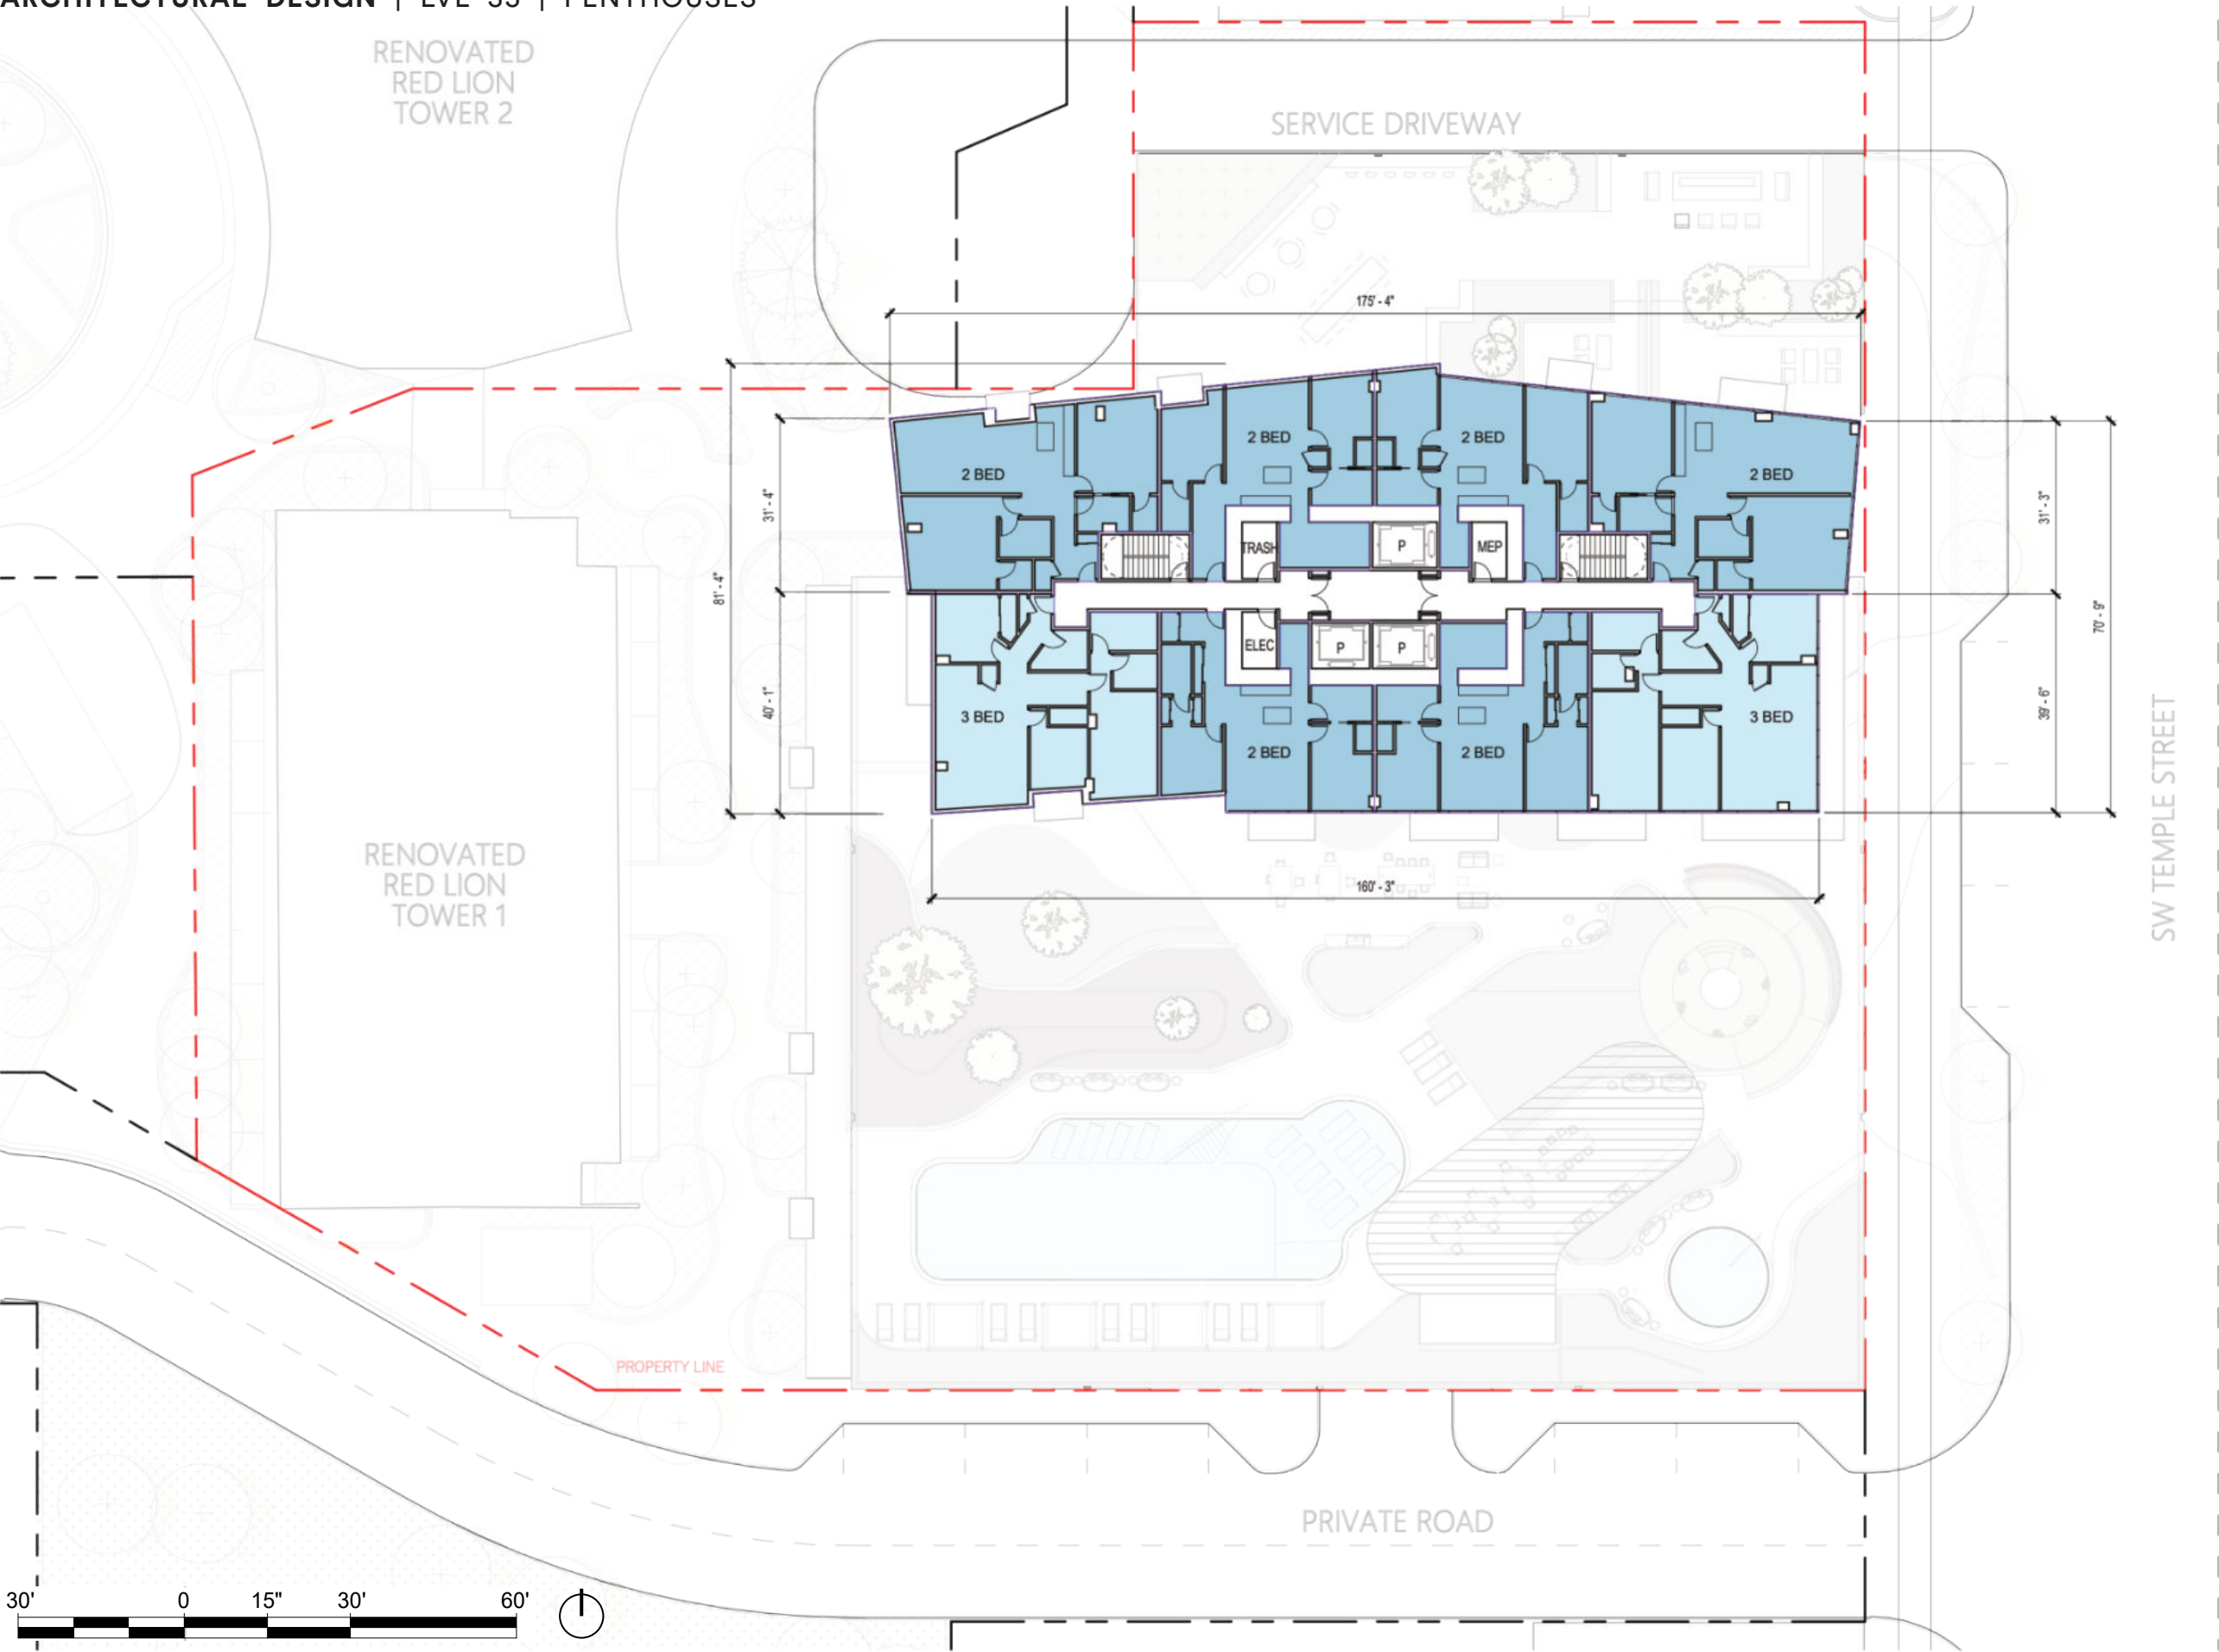 ARCHITECTURAL DESIGN | LVL 33 | PENTHOUSES
RENOVATED
RED LION
TOWER 2
SERVICE DRIVEWAY
175' - 4"
2 BED
2 BED
2 BED
2 BED
31' - 4"
31' - 3"
TRASH
P
MEP
81' - 4"
70' - 9"
ELEC
P
P
40' - 1"
39' - 6"
3 BED
3 BED
2 BED
2 BED
SW TEMPLE STREET
RENOVATED
RED LION
TOWER 1
160' - 3"
PROPERTY LINE
PRIVATE ROAD
30' 0 15" 30' 60'